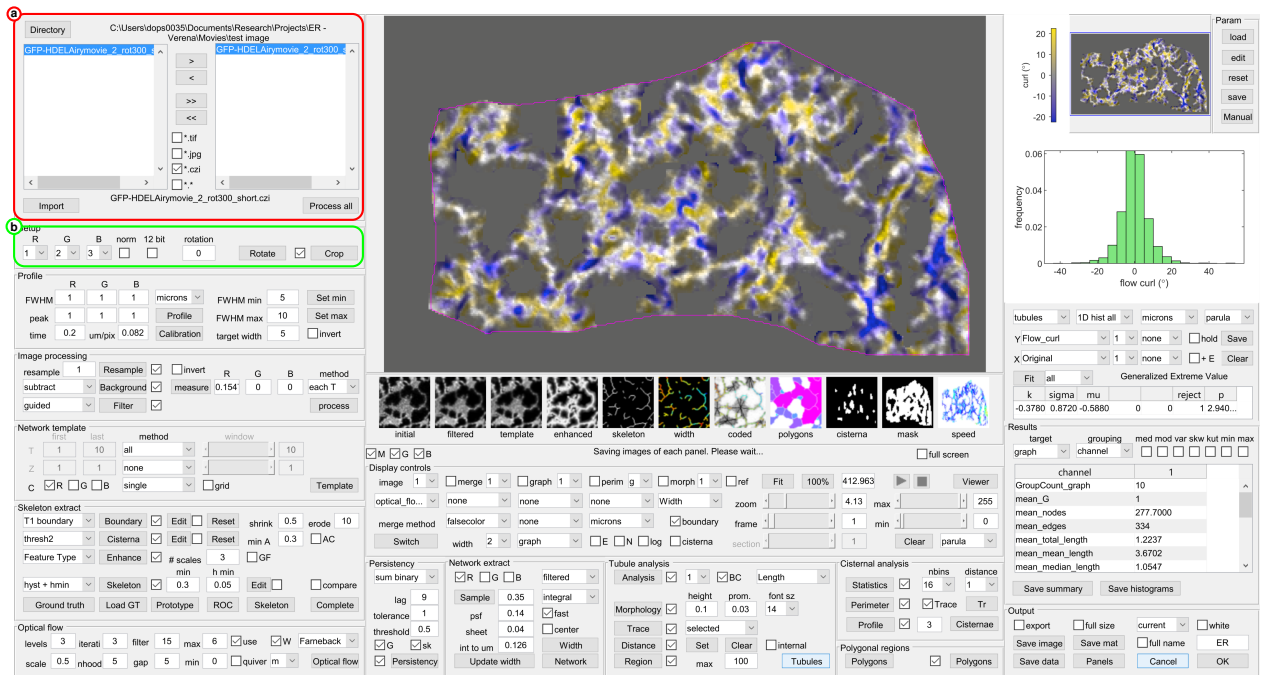 a
Directory
C:\Users\dops0035\Documents\Research\Projects\ER -
Verena\Movies\test image
GFP-HDELAirymovie_2_rot300_s
GFP-HDELAirymovie_2_rot300_s
>
<
>>
<<
*.tif
*.jpg
*.czi
*.*
GFP-HDELAirymovie_2_rot300_short.czi
Import
Process all
b
Setup
R G B norm 12 bit rotation
1 2 3 0 Rotate Crop
Profile
R G B
FWHM 1 1 1 microns FWHM min 5 Set min
peak 1 1 1 Profile FWHM max 10 Set max
time 0.2 um/pix 0.082 Calibration target width 5 invert
Image processing
resample 1 Resample invert R G B method
subtract Background measure 0.154 0 0 each T
guided Filter process
Network template
first last method window
T 1 10 all 10
Z 1 1 none 1
C R G B single grid Template
Skeleton extract
T1 boundary Boundary Edit Reset shrink 0.5 erode 10
thresh2 Cisterna Edit Reset min A 0.3 AC
Feature Type Enhance # scales 3 GF
min h min
hyst + hmin Skeleton 0.3 0.05 Edit compare
Ground truth Load GT Prototype ROC Skeleton Complete
Optical flow
levels 3 iterati 3 filter 15 max 6 use W Farneback
scale 0.5 nhood 5 gap 5 min 0 quiver m Optical flow
initial filtered template enhanced skeleton width coded polygons cisterna mask speed
M G B Saving images of each panel. Please wait... full screen
Display controls
image 1 merge 1 graph 1 perim g morph 1 ref Fit 100% 412.963 Viewer
optical_flo... none none none Width zoom 4.13 max 255
merge method falsecolor none microns boundary frame 1 min 0
Switch width 2 graph E N log cisterna section 1 Clear parula
Persistency
sum binary
lag 9
tolerance 1
threshold 0.5
G sk
Persistency
Network extract
R G B filtered
Sample 0.35 integral
psf 0.14 fast
sheet 0.04 center
int to um 0.126 Width
Update width Network
Tubule analysis
Analysis 1 BC Length
height prom. font sz
Morphology 0.1 0.03 14
Trace selected
Distance Set Clear internal
Region max 100 Tubules
Cisternal analysis
nbins distance
Statistics 16 1
Perimeter Trace Tr
Profile 3 Cisternae
Polygonal regions
Polygons Polygons
20
10
0
-10
-20
curl (°)
Param
load
edit
reset
save
Manual
0.06
0.04
0.02
0
frequency
-40 -20 0 20 40
flow curl (°)
tubules 1D hist all microns parula
Y Flow_curl 1 none hold Save
X Original 1 none + E Clear
Fit all Generalized Extreme Value
k sigma mu reject p
-0.3780 0.8720 -0.5880 0 0 1 2.940...
Results
target grouping med mod var skw kut min max
graph channel
channel 1
GroupCount_graph 10
mean_G 1
mean_nodes 277.7000
mean_edges 334
mean_total_length 1.2237
mean_mean_length 3.6702
mean_median_length 1.0547
Save summary Save histograms
Output
export full size current white
Save image Save mat full name ER
Save data Panels Cancel OK